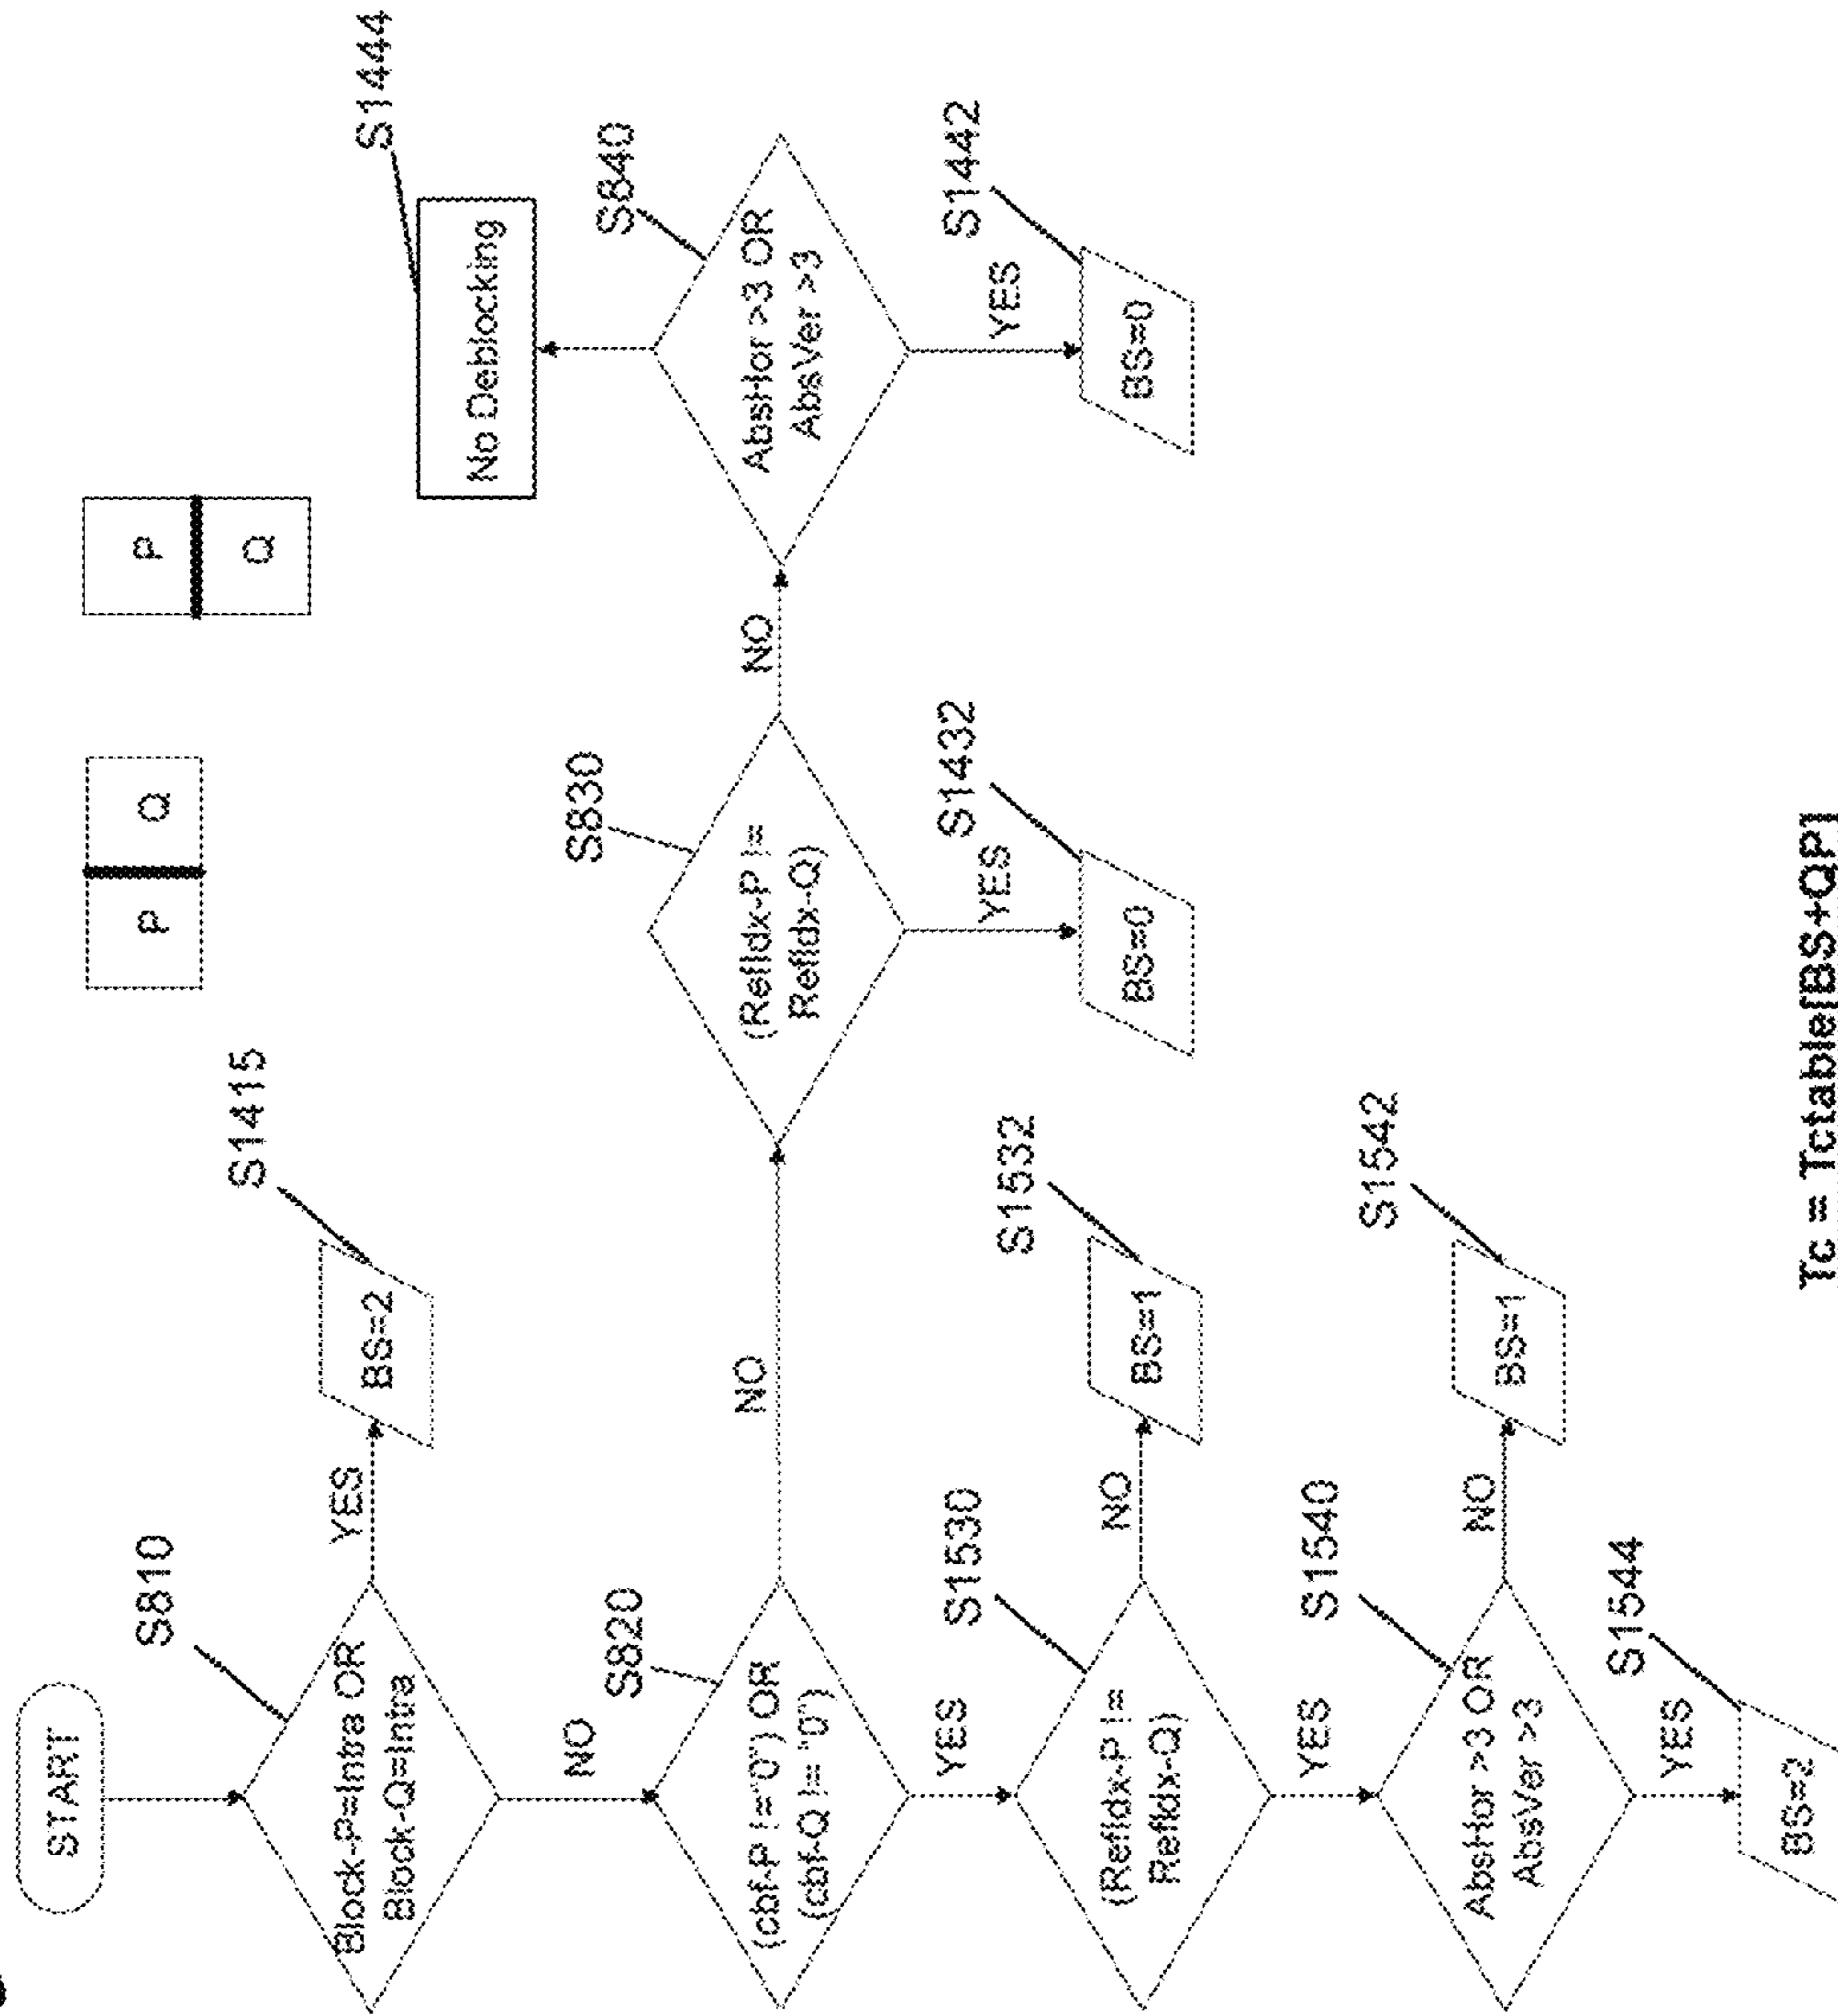 START
S810
Block-P=Intra OR
Block-Q=Intra
YES
S1415
BS=2
P
Q
P
Q
NO
S820
(cbf-P !="0") OR
(cbf-Q != "0")
NO
S830
(RefIdx-P !=
RefIdx-Q)
NO
S840
AbsHor >3 OR
AbsVer >3
S1444
No Deblocking
YES
S1432
BS=0
YES
S1442
BS=0
YES
S1530
(RefIdx-P !=
RefIdx-Q)
NO
S1532
BS=1
YES
S1540
AbsHor >3 OR
AbsVer >3
NO
S1542
BS=1
YES
S1544
BS=2
Tc = Tctable[BS+QP]